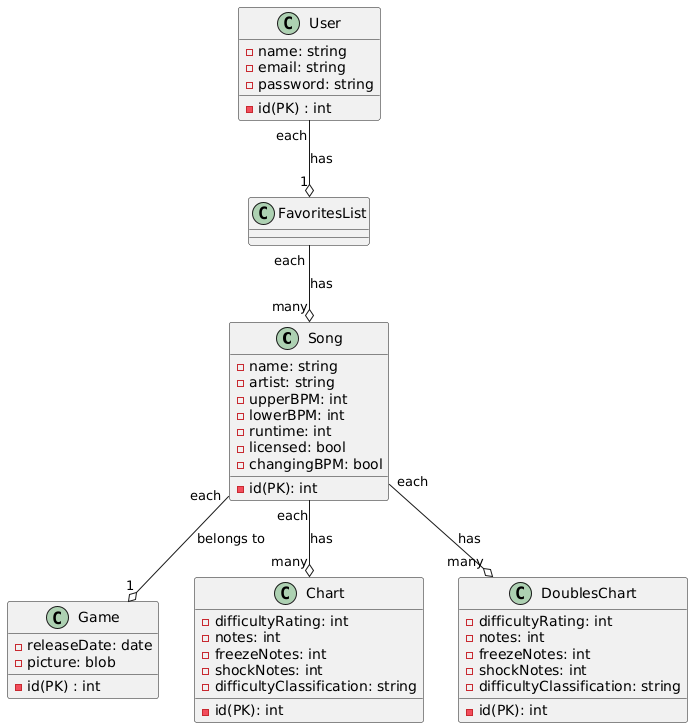 C User
name: string
email: string
password: string
id(PK) : int
each
has
1
C FavoritesList
each
has
many
C Song
name: string
artist: string
upperBPM: int
lowerBPM: int
runtime: int
licensed: bool
changingBPM: bool
id(PK): int
each
belongs to
1
each
has
many
each
has
many
C Game
releaseDate: date
picture: blob
id(PK) : int
C Chart
difficultyRating: int
notes: int
freezeNotes: int
shockNotes: int
difficultyClassification: string
id(PK): int
C DoublesChart
difficultyRating: int
notes: int
freezeNotes: int
shockNotes: int
difficultyClassification: string
id(PK): int